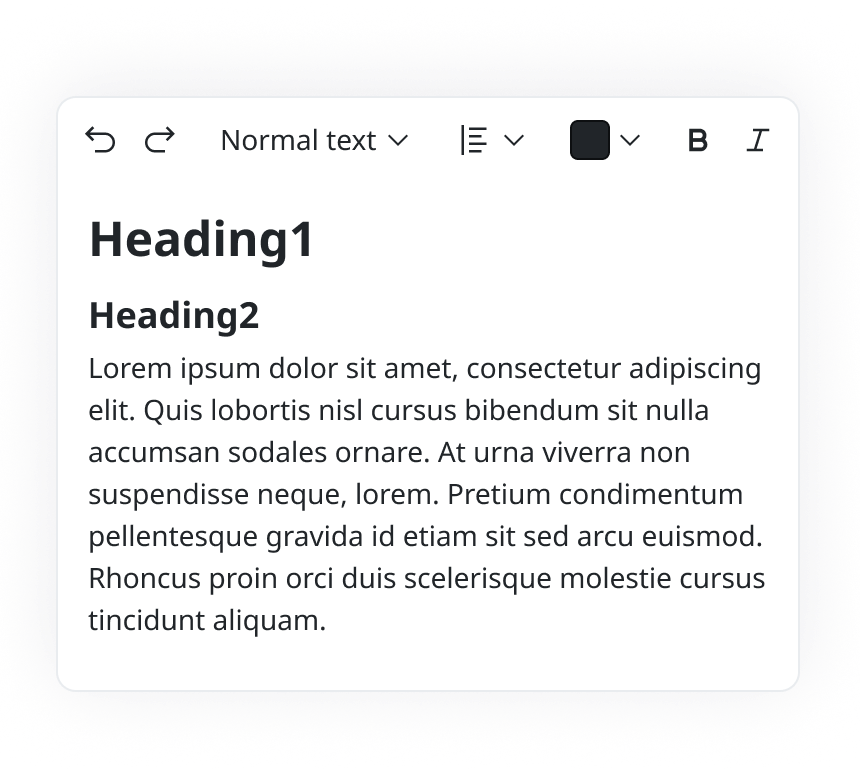 Normal text
B I
Heading1
Heading2
Lorem ipsum dolor sit amet, consectetur adipiscing
elit. Quis lobortis nisl cursus bibendum sit nulla
accumsan sodales ornare. At urna viverra non
suspendisse neque, lorem. Pretium condimentum
pellentesque gravida id etiam sit sed arcu euismod.
Rhoncus proin orci duis scelerisque molestie cursus
tincidunt aliquam.